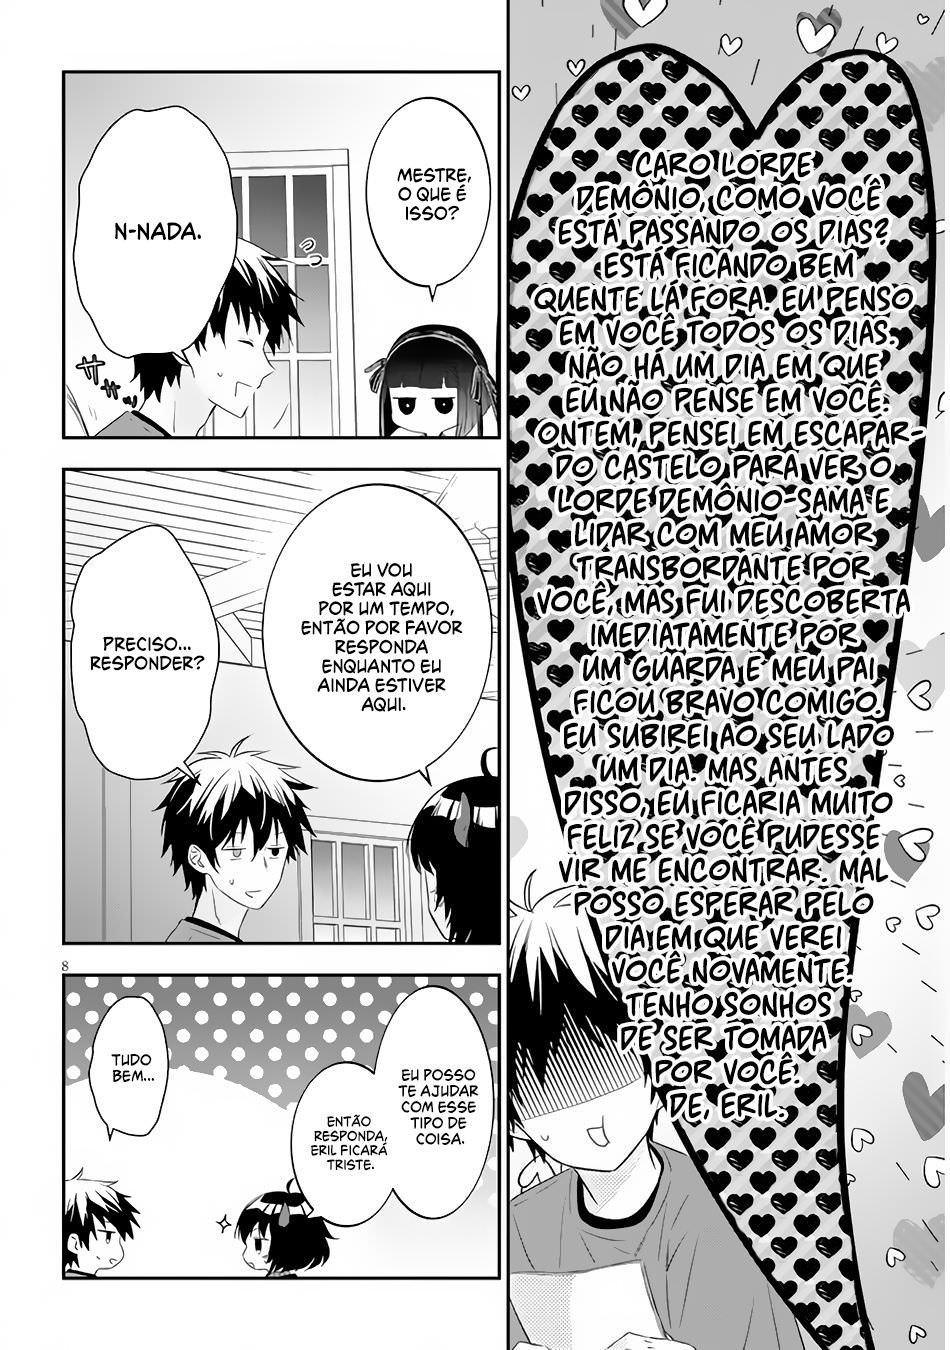 CARO LORDE
DEMÔNIO, COMO VOCÊ
ESTÁ PASSANDO OS DIAS?
ESTÁ FICANDO BEM
QUENTE LÁ FORA. EU PENSO
EM VOCÊ TODOS OS DIAS.
NÃO HÁ UM DIA EM QUE
EU NÃO PENSE EM VOCÊ.
ONTEM, PENSEI EM ESCAPAR
DO CASTELO PARA VER O
LORDE DEMÔNIO-SAMA E
LIDAR COM MEU AMOR
TRANSBORDANTE POR
VOCÊ, MAS FUI DESCOBERTA
IMEDIATAMENTE POR
UM GUARDA E MEU PAI
FICOU BRAVO COMIGO.
EU SUBIREI AO SEU LADO
UM DIA. MAS ANTES
DISSO, EU FICARIA MUITO
FELIZ SE VOCÊ PUDESSE
VIR ME ENCONTRAR. MAL
POSSO ESPERAR PELO
DIA EM QUE VEREI
VOCÊ NOVAMENTE.
TENHO SONHOS
DE SER TOMADA
POR VOCÊ.
DE, ERIL.
MESTRE,
O QUE É
ISSO?
N-NADA.
ササッ
EU VOU
ESTAR AQUI
POR UM TEMPO,
ENTÃO POR FAVOR
RESPONDA
ENQUANTO EU
AINDA ESTIVER
AQUI.
PRECISO...
RESPONDER?
8
EU POSSO
TE AJUDAR
COM ESSE
TIPO DE
COISA.
ENTÃO
RESPONDA,
ERIL FICARÁ
TRISTE.
TUDO
BEM...